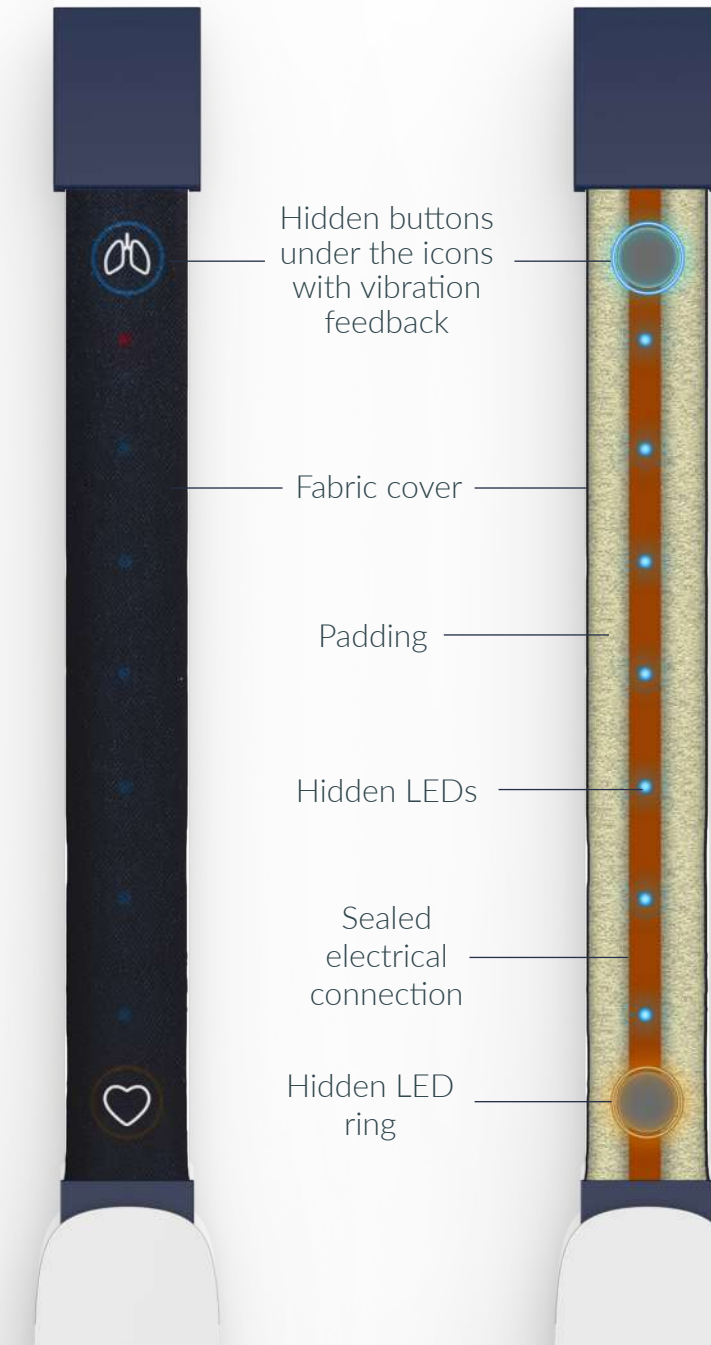 Hidden buttons
under the icons
with vibration
feedback
Fabric cover
Padding
Hidden LEDs
Sealed
electrical
connection
Hidden LED
ring